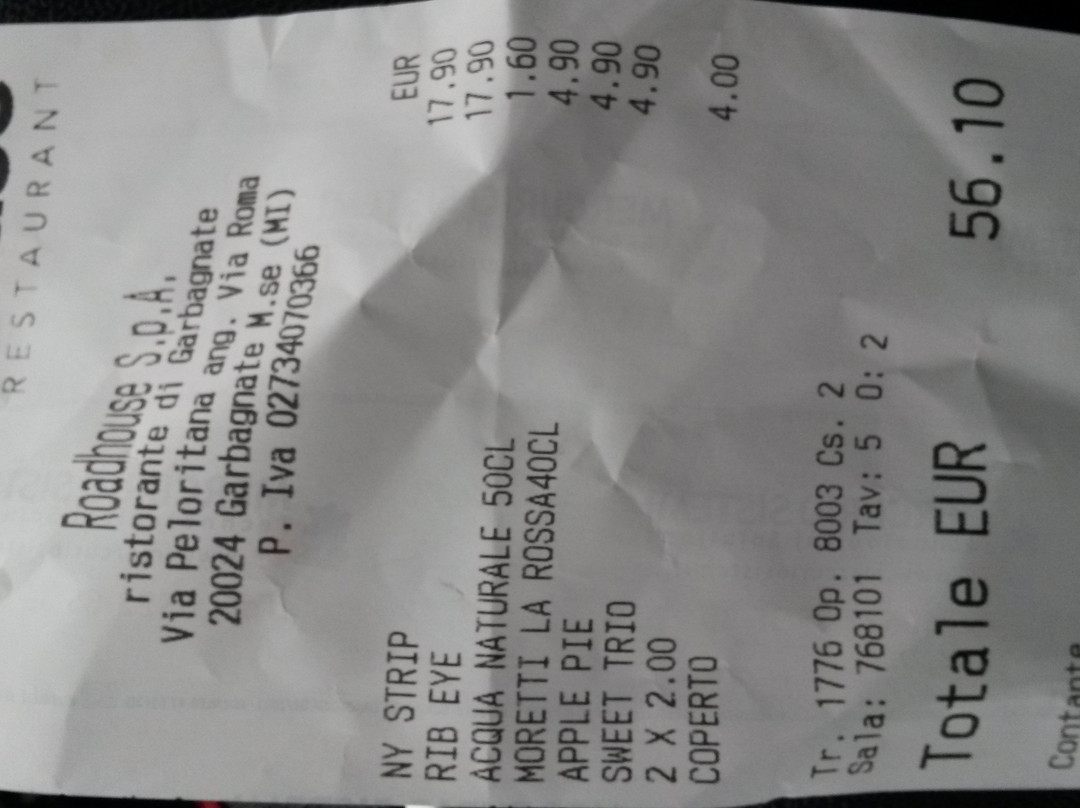 RESTAURANT
Roadhouse S.p.A.
ristorante di Garbagnate
Via Peloritana ang. Via Roma
20024 Garbagnate M.se (MI)
P. Iva 02734070366
EUR
NY STRIP 17.90
RIB EYE 17.90
ACQUA NATURALE 50CL 1.60
MORETTI LA ROSSA40CL 4.90
APPLE PIE 4.90
SWEET TRIO 4.90
2 X 2.00
COPERTO 4.00
Tr. 1776 Op. 8003 Cs. 2
Sala: 768101 Tav: 5 O: 2
Totale EUR 56.10
Contante